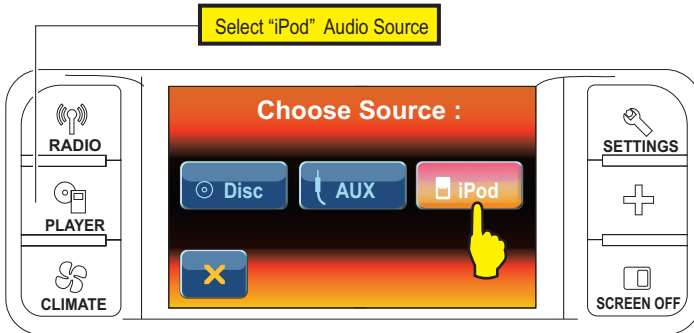 Select “iPod” Audio Source
Choose Source :
RADIO
SETTINGS
Disc
AUX
iPod
PLAYER
CLIMATE
SCREEN OFF